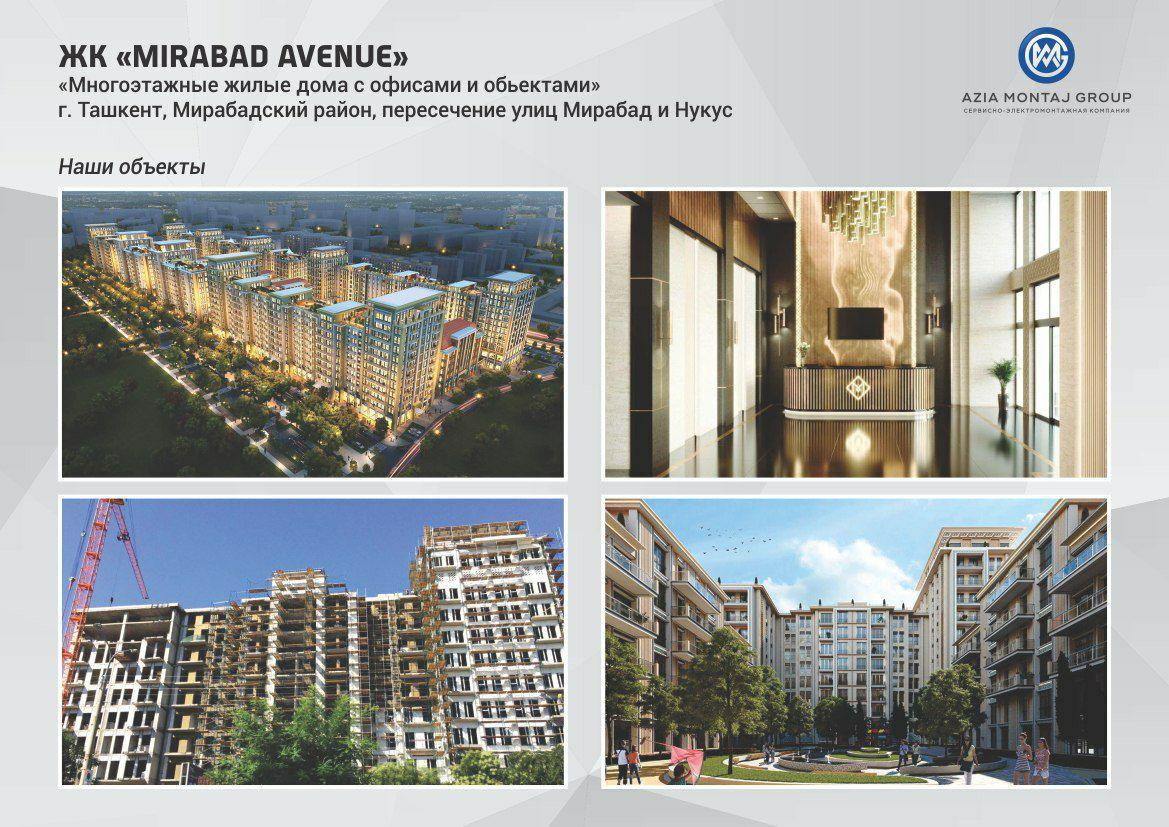 ЖК «MIRABAD AVENUE»
«Многоэтажные жилые дома с офисами и обьектами»
г. Ташкент, Мирабадский район, пересечение улиц Мирабад и Нукус
AZIA MONTAJ GROUP
СЕРВИСНО-ЭЛЕКТРОМОНТАЖНАЯ КОМПАНИЯ
Наши объекты